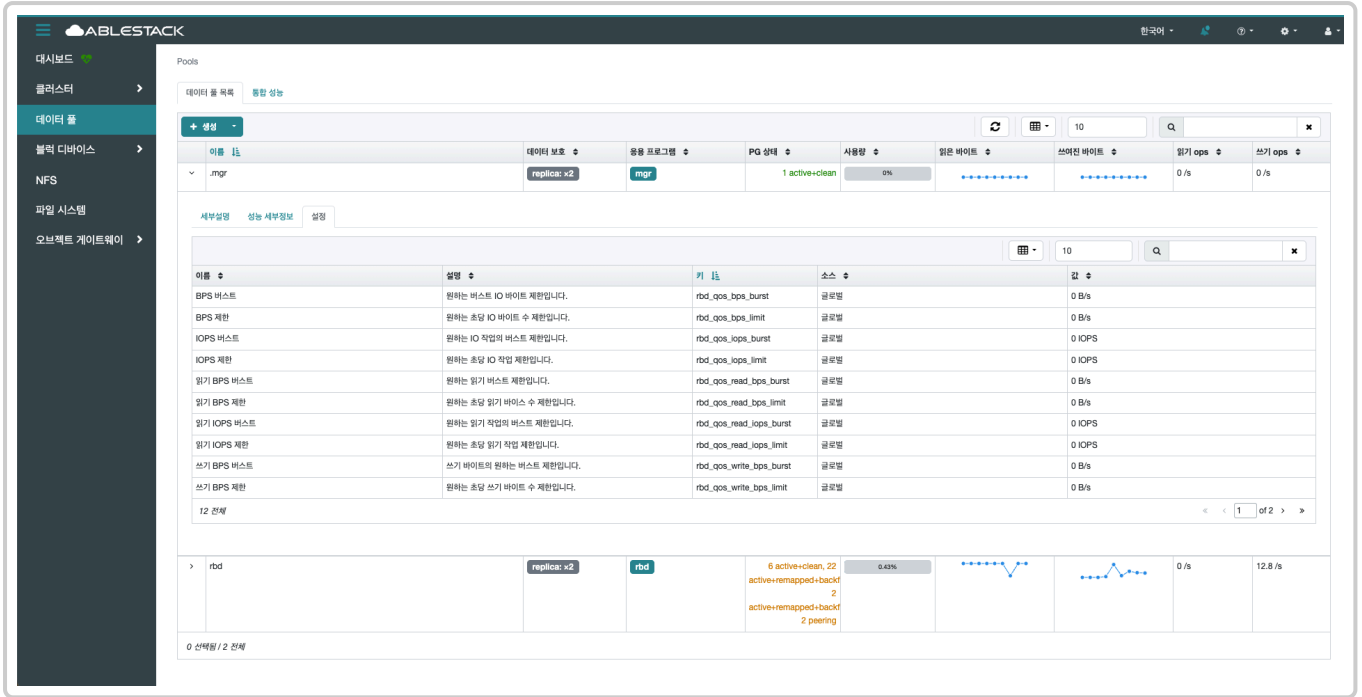 ABLESTACK
한국어
대시보드
클러스터
데이터 풀
블럭 디바이스
NFS
파일 시스템
오브젝트 게이트웨이
Pools
데이터 풀 목록 통합 성능
+ 생성 10
이름 데이터 보호 응용 프로그램 PG 상태 사용량 읽은 바이트 쓰여진 바이트 읽기 ops 쓰기 ops
.mgr replica: ×2 mgr 1 active+clean 0% 0 /s 0 /s
세부설명 성능 세부정보 설정
10
이름 설명 키 소스 값
BPS 버스트 원하는 버스트 IO 바이트 제한입니다. rbd_qos_bps_burst 글로벌 0 B/s
BPS 제한 원하는 초당 IO 바이트 수 제한입니다. rbd_qos_bps_limit 글로벌 0 B/s
IOPS 버스트 원하는 IO 작업의 버스트 제한입니다. rbd_qos_iops_burst 글로벌 0 IOPS
IOPS 제한 원하는 초당 IO 작업 제한입니다. rbd_qos_iops_limit 글로벌 0 IOPS
읽기 BPS 버스트 원하는 읽기 버스트 제한입니다. rbd_qos_read_bps_burst 글로벌 0 B/s
읽기 BPS 제한 원하는 초당 읽기 바이스 수 제한입니다. rbd_qos_read_bps_limit 글로벌 0 B/s
읽기 IOPS 버스트 원하는 읽기 작업의 버스트 제한입니다. rbd_qos_read_iops_burst 글로벌 0 IOPS
읽기 IOPS 제한 원하는 초당 읽기 작업 제한입니다. rbd_qos_read_iops_limit 글로벌 0 IOPS
쓰기 BPS 버스트 쓰기 바이트의 원하는 버스트 제한입니다. rbd_qos_write_bps_burst 글로벌 0 B/s
쓰기 BPS 제한 원하는 초당 쓰기 바이트 수 제한입니다. rbd_qos_write_bps_limit 글로벌 0 B/s
12 전체 « ‹ 1 of 2 › »
rbd replica: ×2 rbd 6 active+clean, 22 0.43% 0 /s 12.8 /s
active+remapped+backf
2
active+remapped+backf
2 peering
0 선택됨 / 2 전체